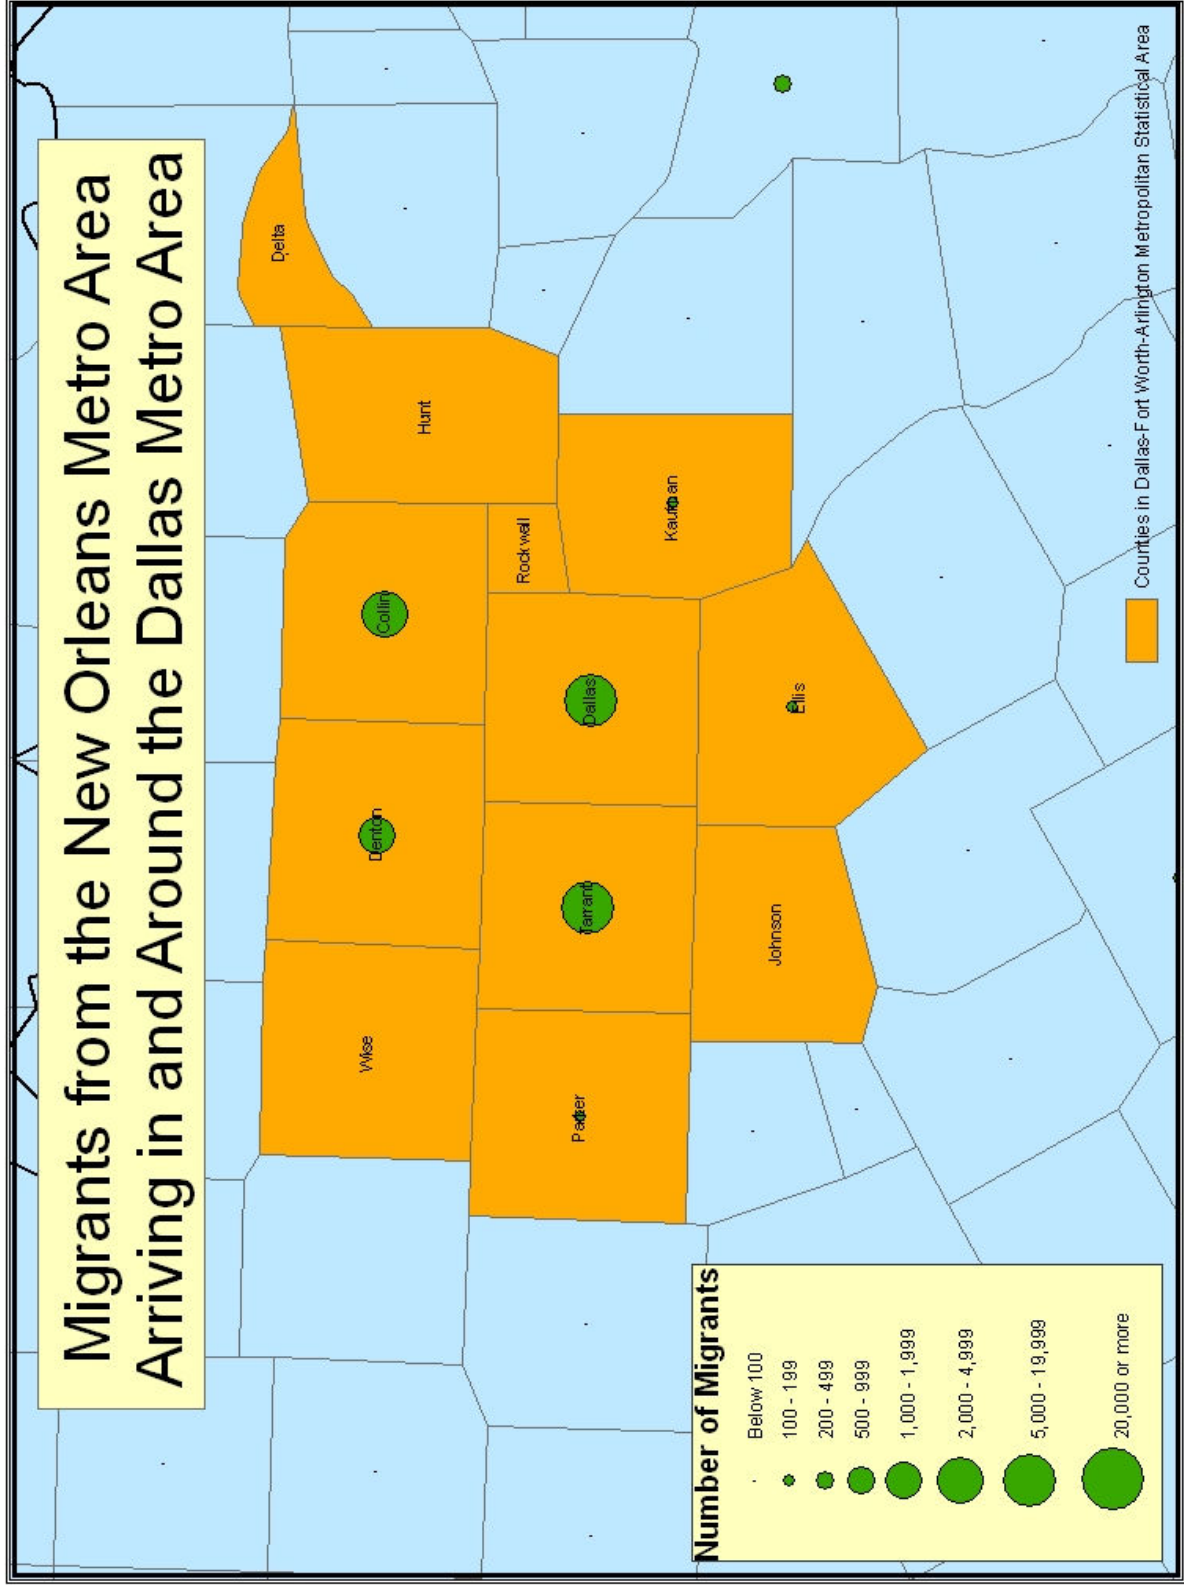 Migrants from the New Orleans Metro Area
Arriving in and Around the Dallas Metro Area
Delta
Hunt
Collin
Denton
Wise
Rockwall
Kaufman
Dallas
Tarrant
Parker
Ellis
Johnson
Number of Migrants
Below 100
100 - 199
200 - 499
500 - 999
1,000 - 1,999
2,000 - 4,999
5,000 - 19,999
20,000 or more
Counties in Dallas-Fort Worth-Arlington Metropolitan Statistical Area